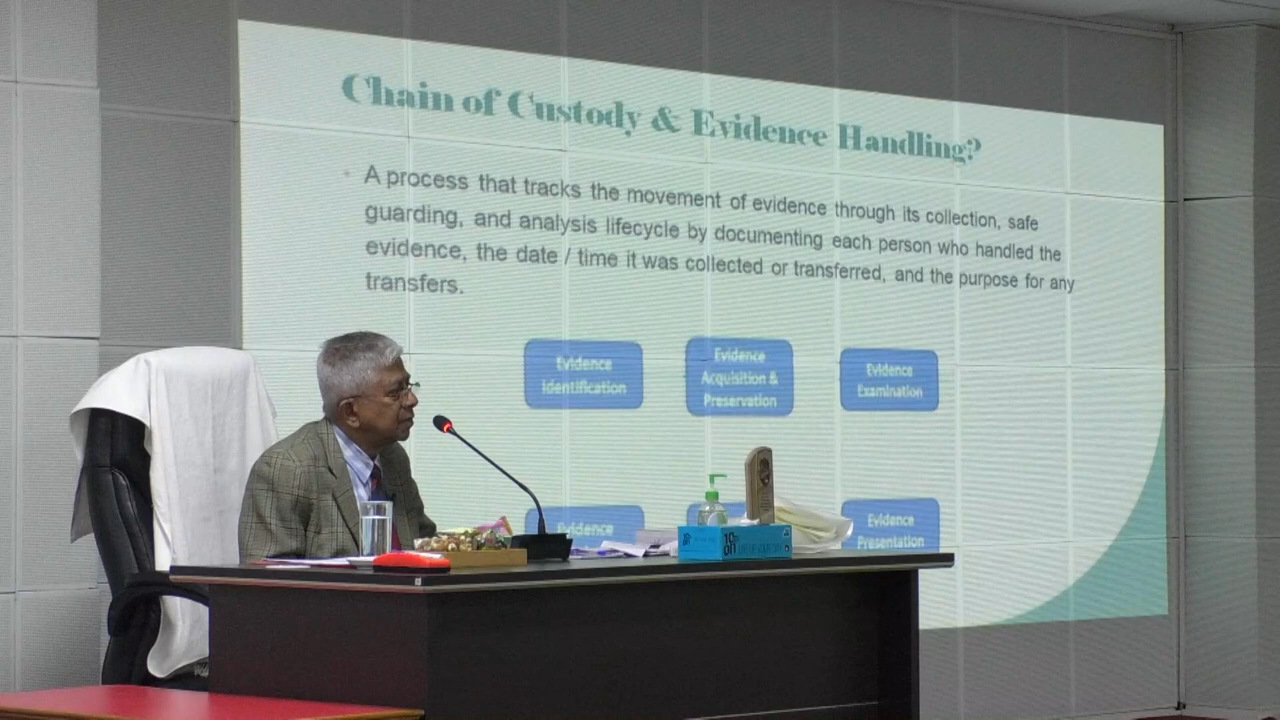 Chain of Custody & Evidence Handling?
A process that tracks the movement of evidence through its collection, safe
guarding, and analysis lifecycle by documenting each person who handled the
evidence, the date / time it was collected or transferred, and the purpose for any
transfers.
Evidence
Identification
Evidence
Acquisition &
Preservation
Evidence
Examination
Evidence
Evidence
Presentation